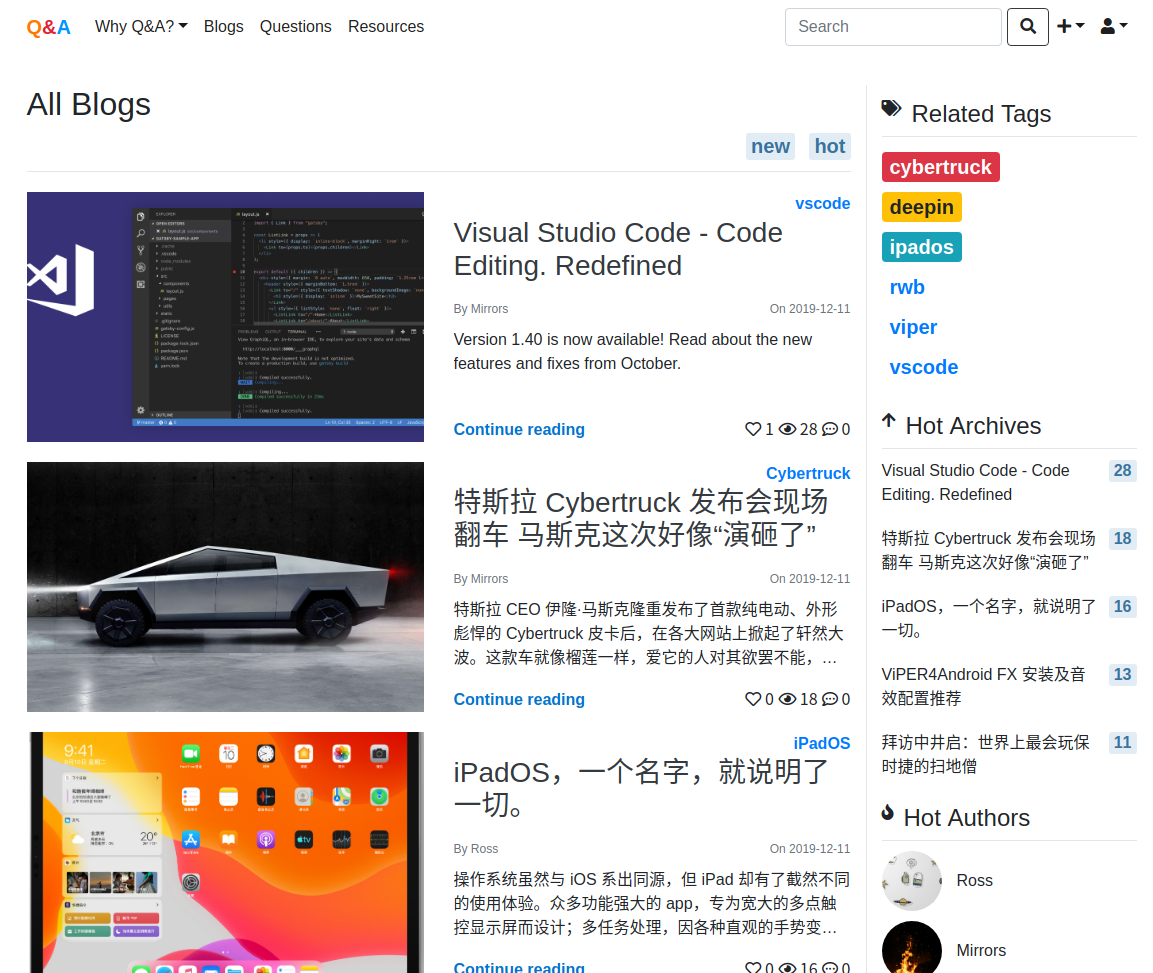 Q&A Why Q&A? Blogs Questions Resources Search
All Blogs
new hot
vscode
Visual Studio Code - Code
Editing. Redefined
By Mirrors On 2019-12-11
Version 1.40 is now available! Read about the new
features and fixes from October.
Continue reading 1 28 0
Cybertruck
特斯拉 Cybertruck 发布会现场
翻车 马斯克这次好像“演砸了”
By Mirrors On 2019-12-11
特斯拉 CEO 伊隆·马斯克隆重发布了首款纯电动、外形
彪悍的 Cybertruck 皮卡后，在各大网站上掀起了轩然大
波。这款车就像榴莲一样，爱它的人对其欲罢不能，…
Continue reading 0 18 0
9:41
20°
iPadOS
iPadOS，一个名字，就说明了
一切。
By Ross On 2019-12-11
操作系统虽然与 iOS 系出同源，但 iPad 却有了截然不同
的使用体验。众多功能强大的 app，专为宽大的多点触
控显示屏而设计；多任务处理，因各种直观的手势变…
Continue reading 0 16 0
Related Tags
cybertruck
deepin
ipados
rwb
viper
vscode
Hot Archives
Visual Studio Code - Code 28
Editing. Redefined
特斯拉 Cybertruck 发布会现场 18
翻车 马斯克这次好像“演砸了”
iPadOS，一个名字，就说明了 16
一切。
ViPER4Android FX 安装及音 13
效配置推荐
拜访中井启：世界上最会玩保 11
时捷的扫地僧
Hot Authors
Ross
Mirrors